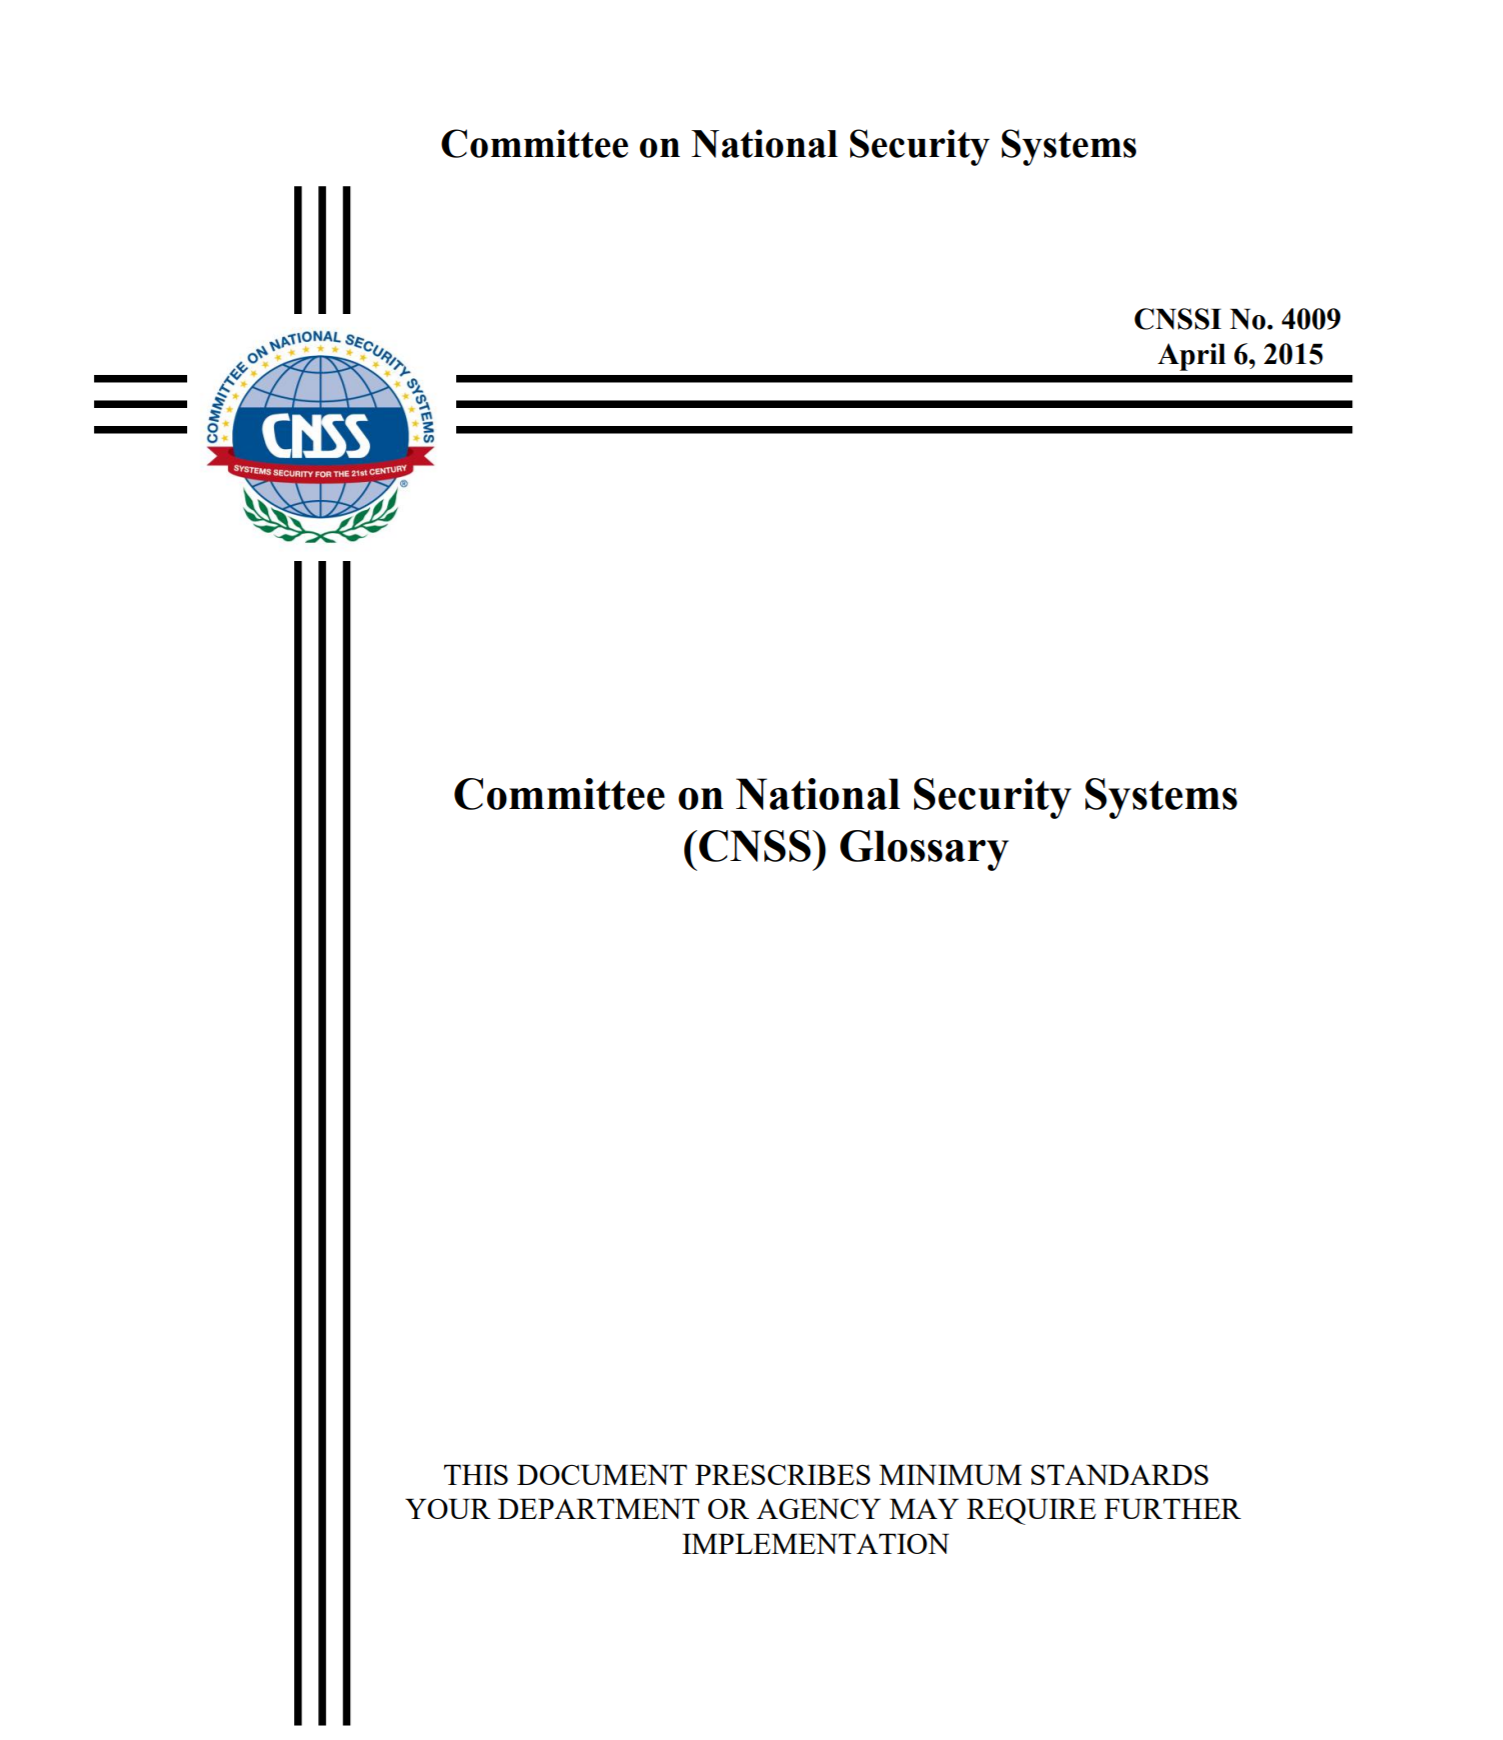 Committee on National Security Systems
CNSSI No. 4009
April 6, 2015
COMMITTEE ON NATIONAL SECURITY SYSTEMS
CNSS
SYSTEMS SECURITY FOR THE 21st CENTURY
®
Committee on National Security Systems
(CNSS) Glossary
THIS DOCUMENT PRESCRIBES MINIMUM STANDARDS
YOUR DEPARTMENT OR AGENCY MAY REQUIRE FURTHER
IMPLEMENTATION